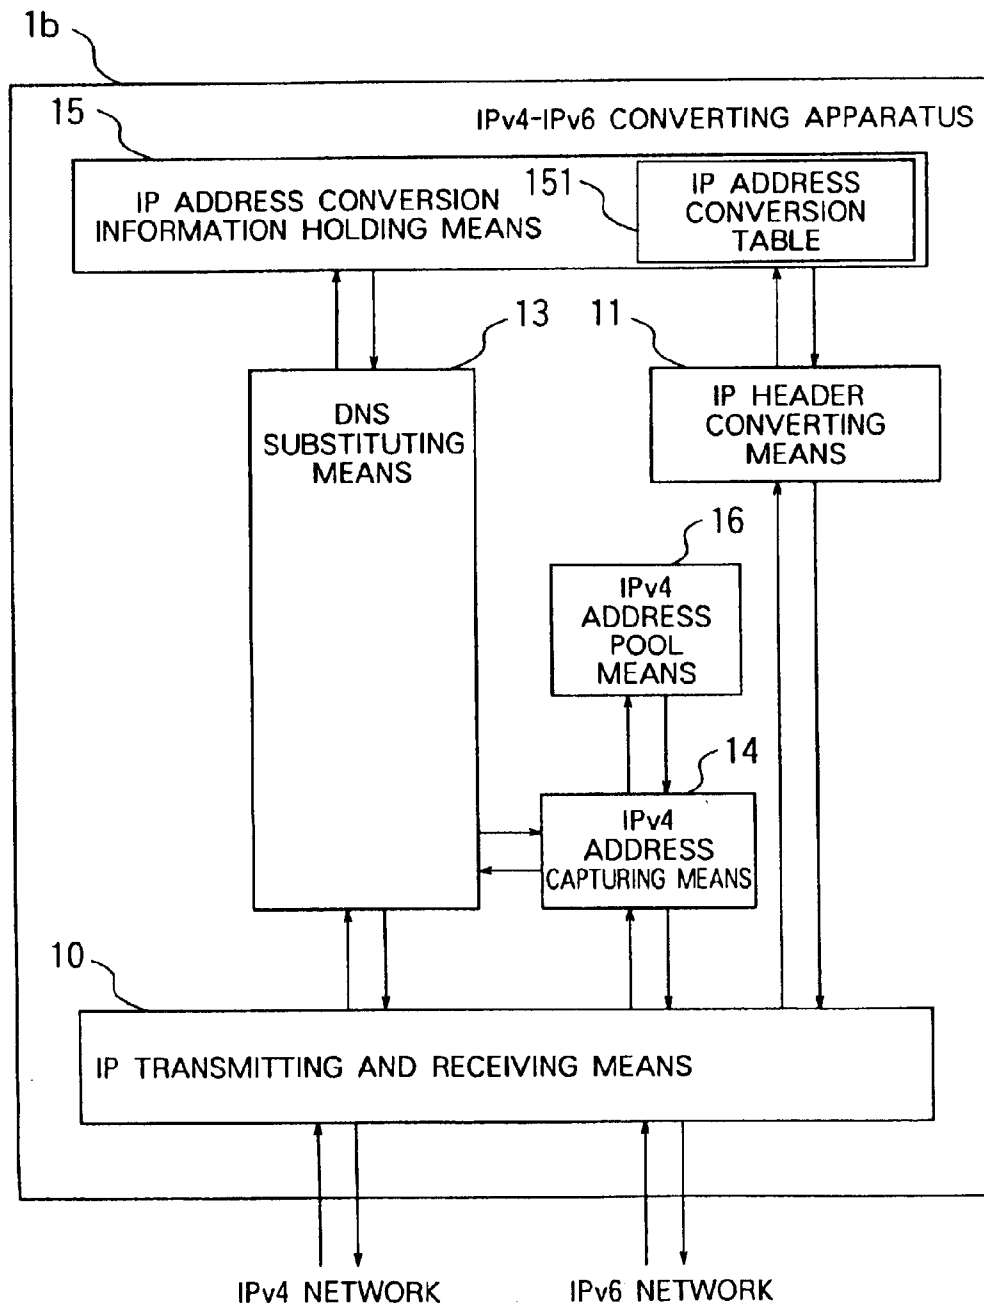 1b
IPv4-IPv6 CONVERTING APPARATUS
15
IP ADDRESS CONVERSION
INFORMATION HOLDING MEANS
151
IP ADDRESS
CONVERSION
TABLE
13
11
DNS
SUBSTITUTING
MEANS
IP HEADER
CONVERTING
MEANS
16
IPv4
ADDRESS
POOL
MEANS
14
IPv4
ADDRESS
CAPTURING MEANS
10
IP TRANSMITTING AND RECEIVING MEANS
IPv4 NETWORK
IPv6 NETWORK